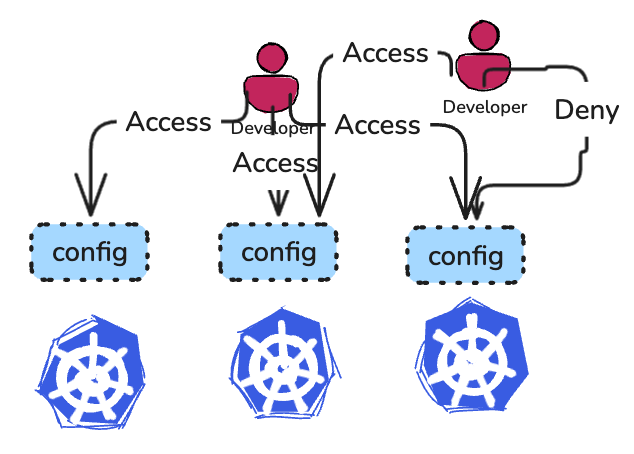 Access
Developer
Deny
Access
Developer
Access
Access
config
config
config